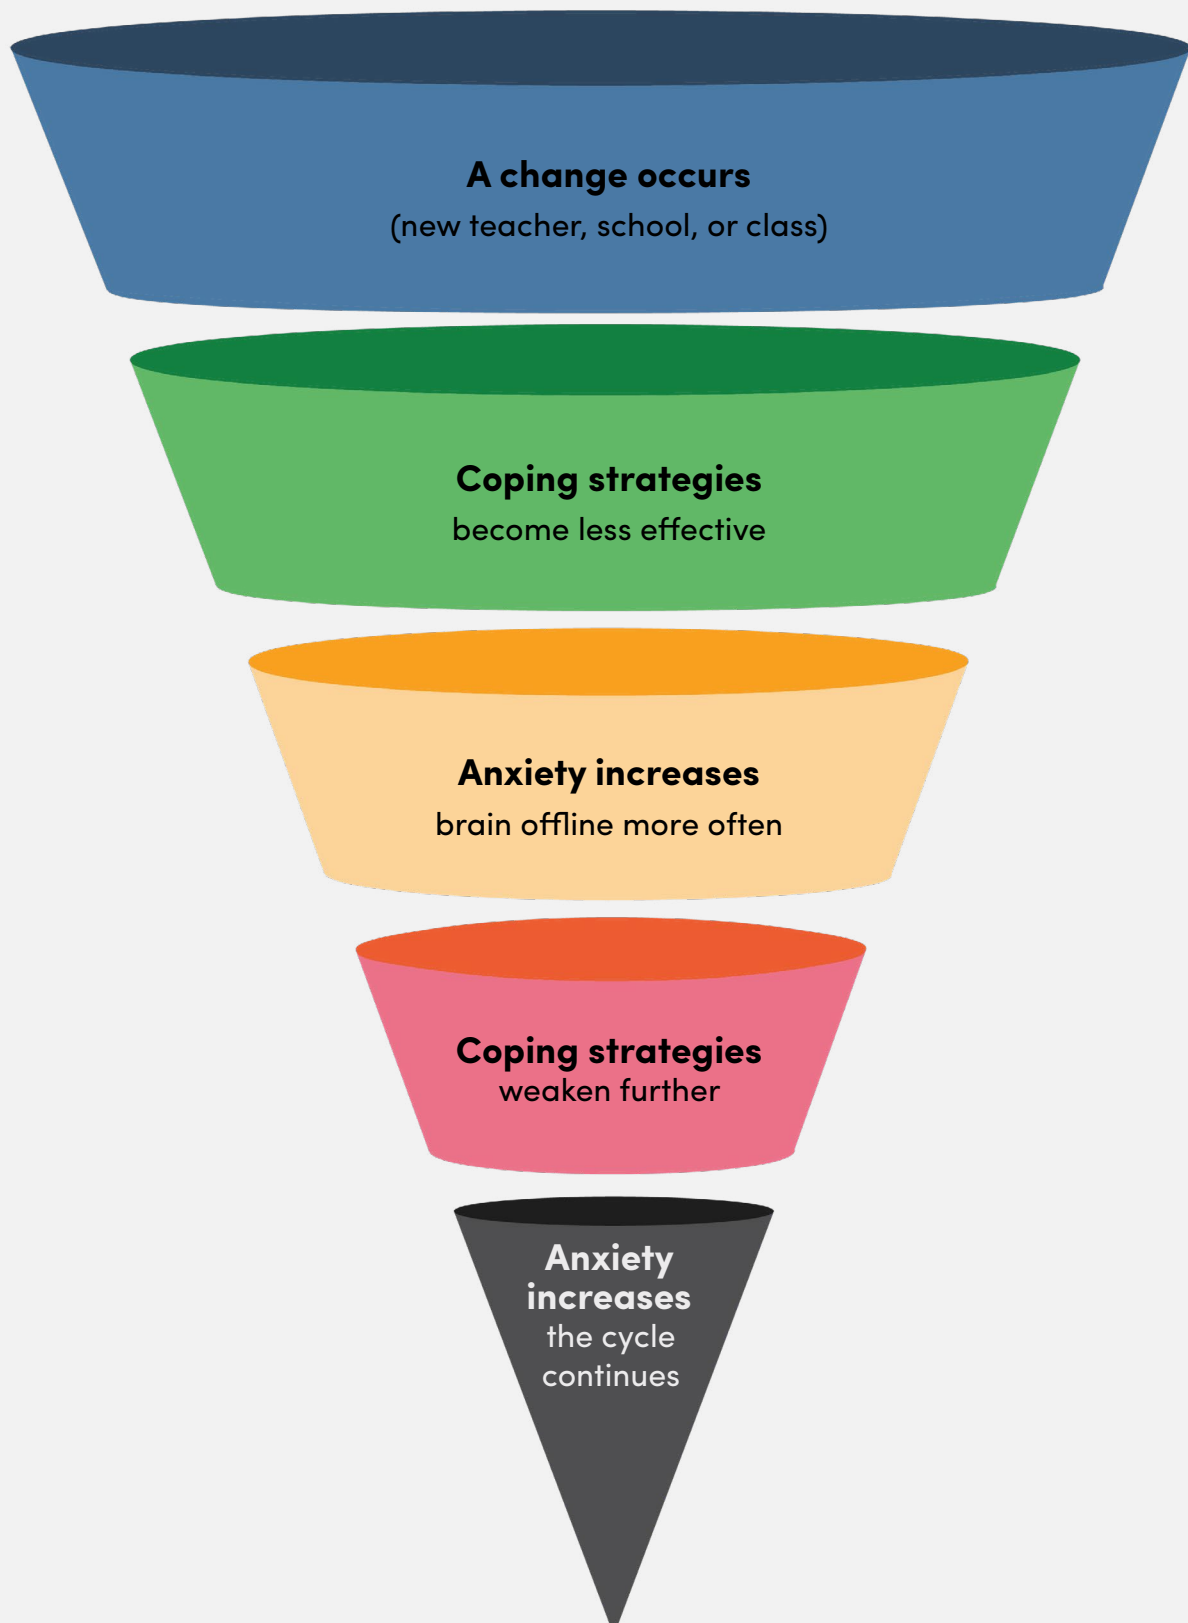 A change occurs
(new teacher, school, or class)
Coping strategies
become less effective
Anxiety increases
brain offline more often
Coping strategies
weaken further
Anxiety
increases
the cycle
continues